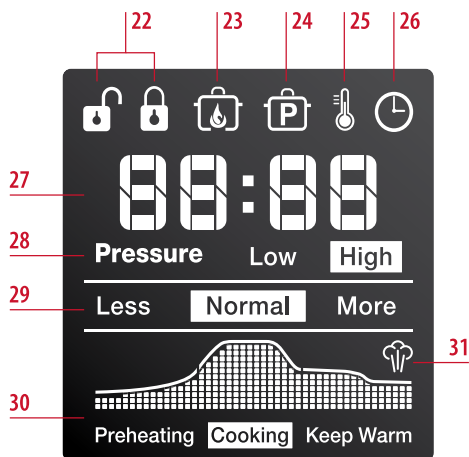 22 23 24 25 26
P
27 88:88
28 Pressure Low High
29 Less Normal More
31
30
Preheating Cooking Keep Warm